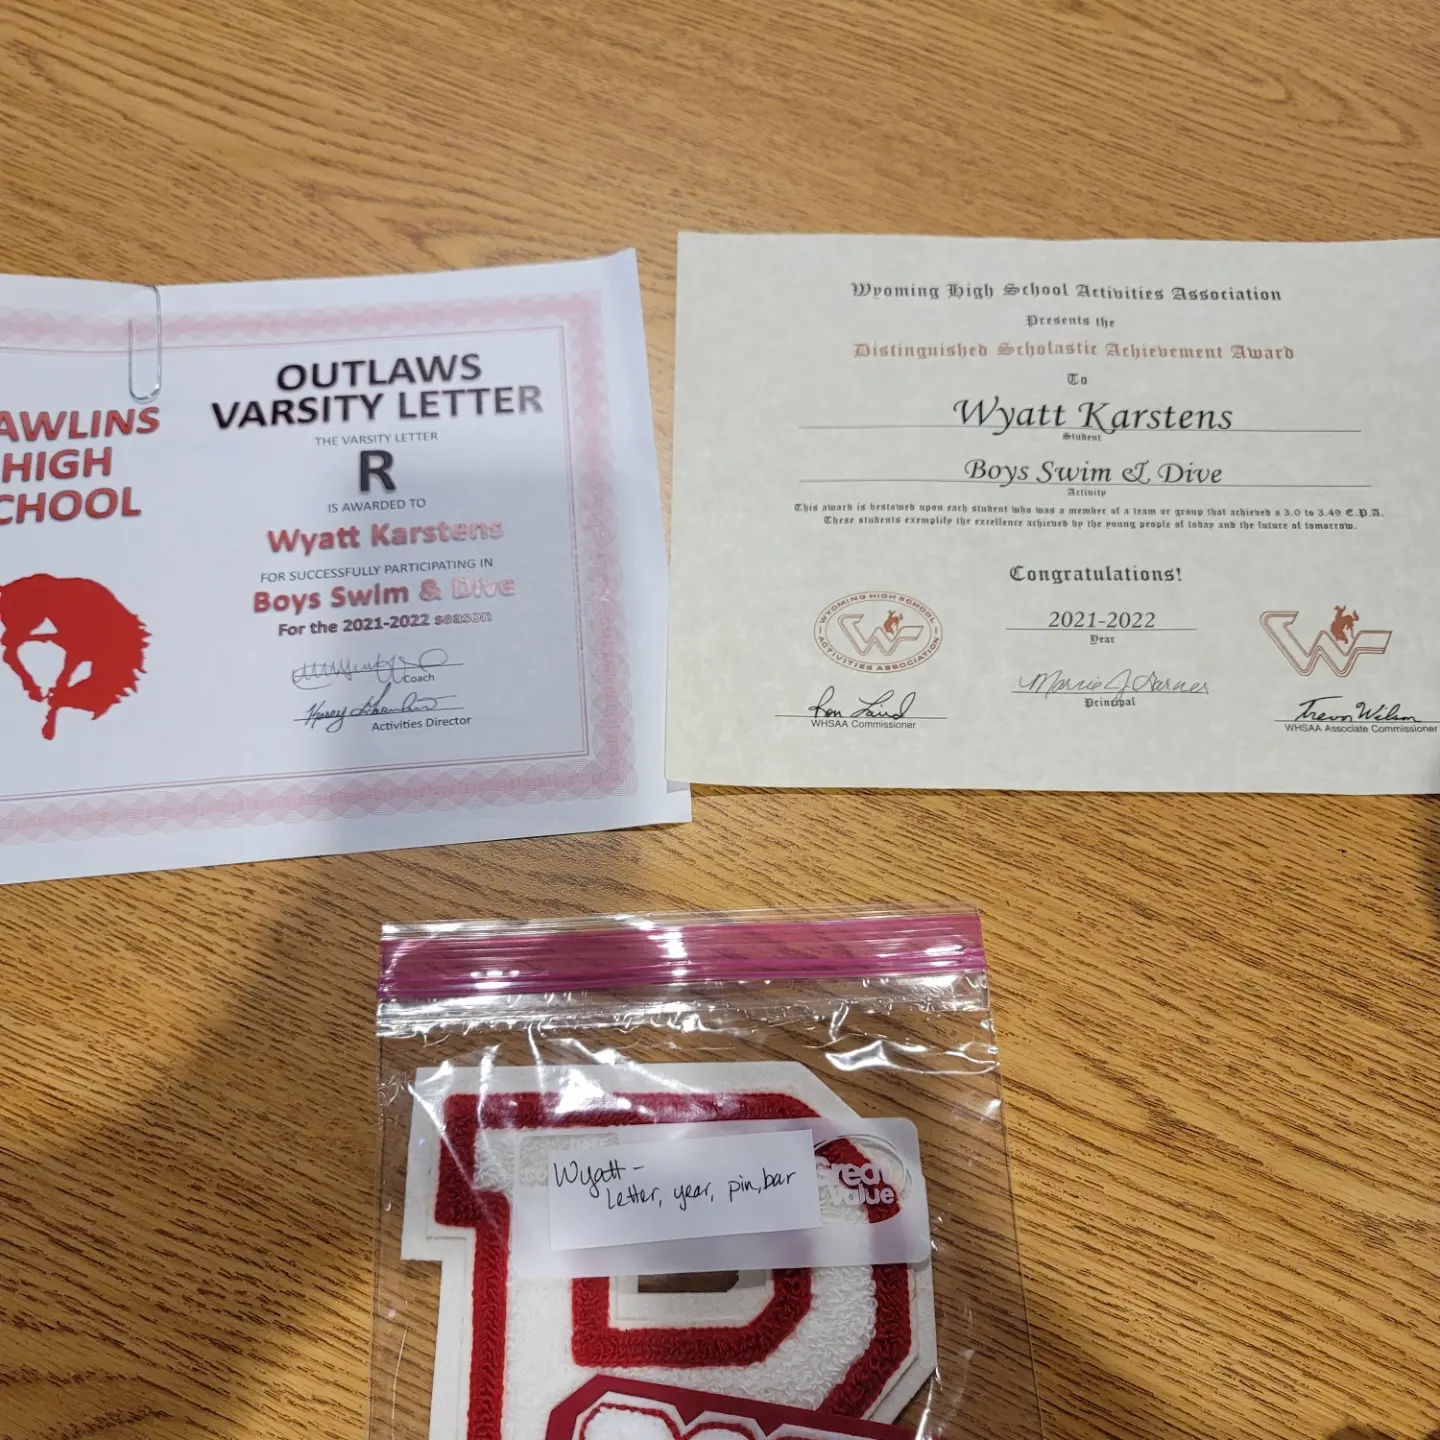 AWLINS
HIGH
CHOOL
OUTLAWS
VARSITY LETTER
THE VARSITY LETTER
R
IS AWARDED TO
Wyatt Karstens
FOR SUCCESSFULLY PARTICIPATING IN
Boys Swim & Dive
For the 2021-2022 season
Coach
Activities Director
Wyoming High School Activities Association
Presents the
Distinguished Scholastic Achievement Award
To
Wyatt Karstens
Student
Boys Swim & Dive
Activity
This award is bestowed upon each student who was a member of a team or group that achieved a 3.0 to 3.49 G.P.A.
These students exemplify the excellence achieved by the young people of today and the future of tomorrow.
Congratulations!
WYOMING HIGH SCHOOL
ACTIVITIES ASSOCIATION
2021-2022
Year
Ron Laird
WHSAA Commissioner
Principal
Trevor Wilson
WHSAA Associate Commissioner
Wyatt -
Letter, year, pin, bar
Great
Value
R